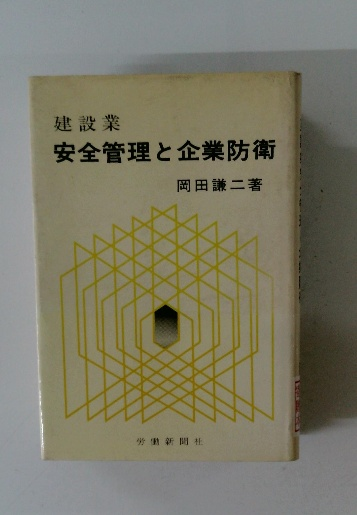 建設業
安全管理と企業防衛
岡田謙二著
労働新聞社